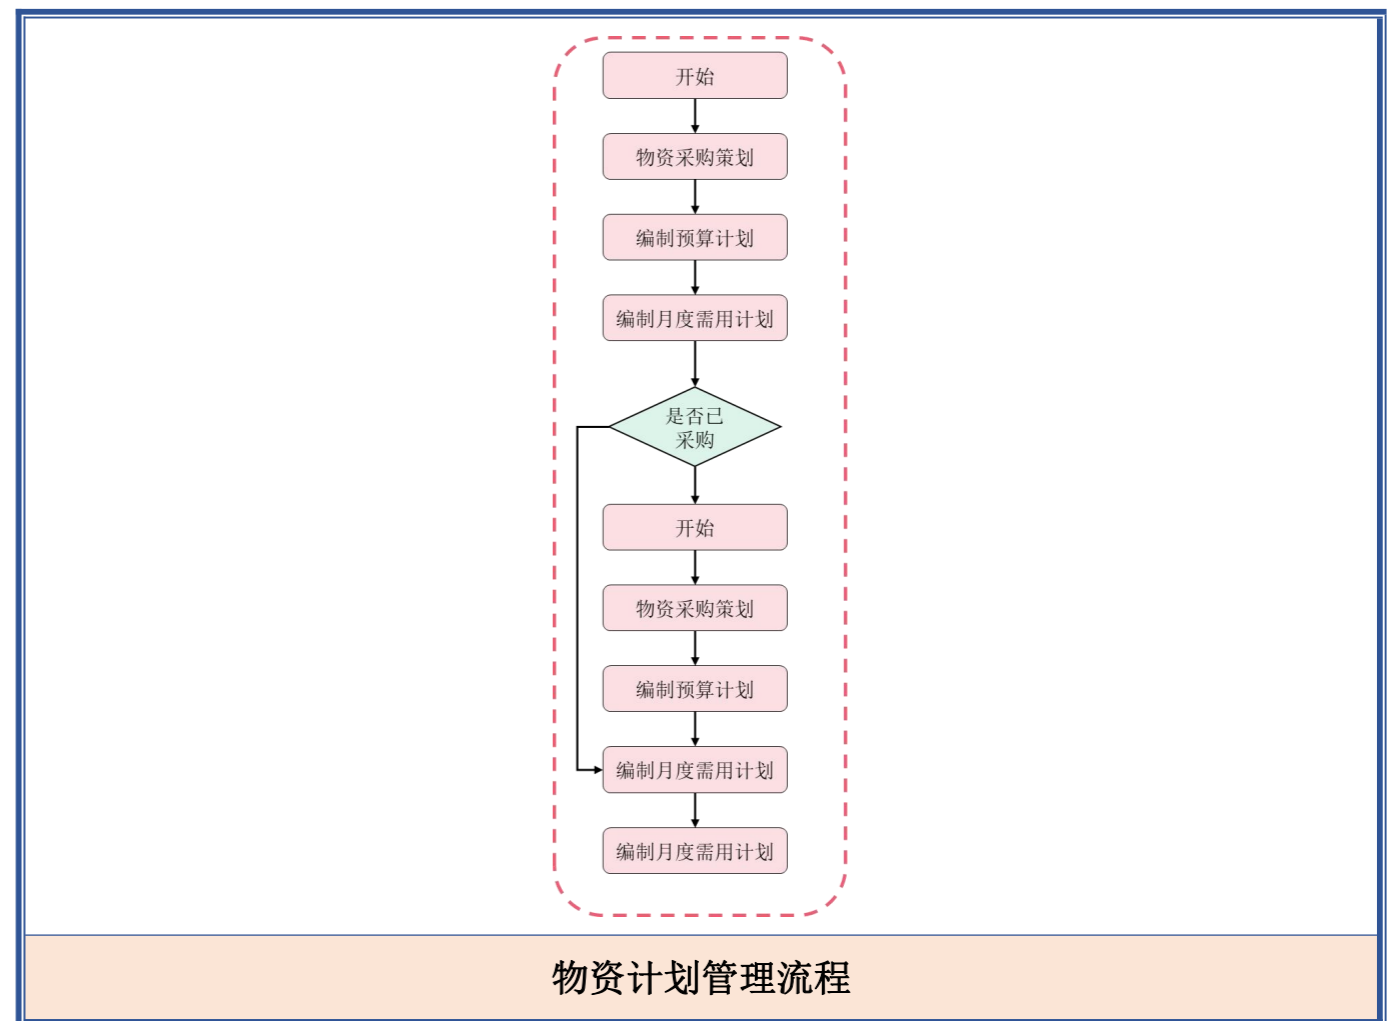 开始
物资采购策划
编制预算计划
编制月度需用计划
是否已
采购
开始
物资采购策划
编制预算计划
编制月度需用计划
编制月度需用计划
物资计划管理流程